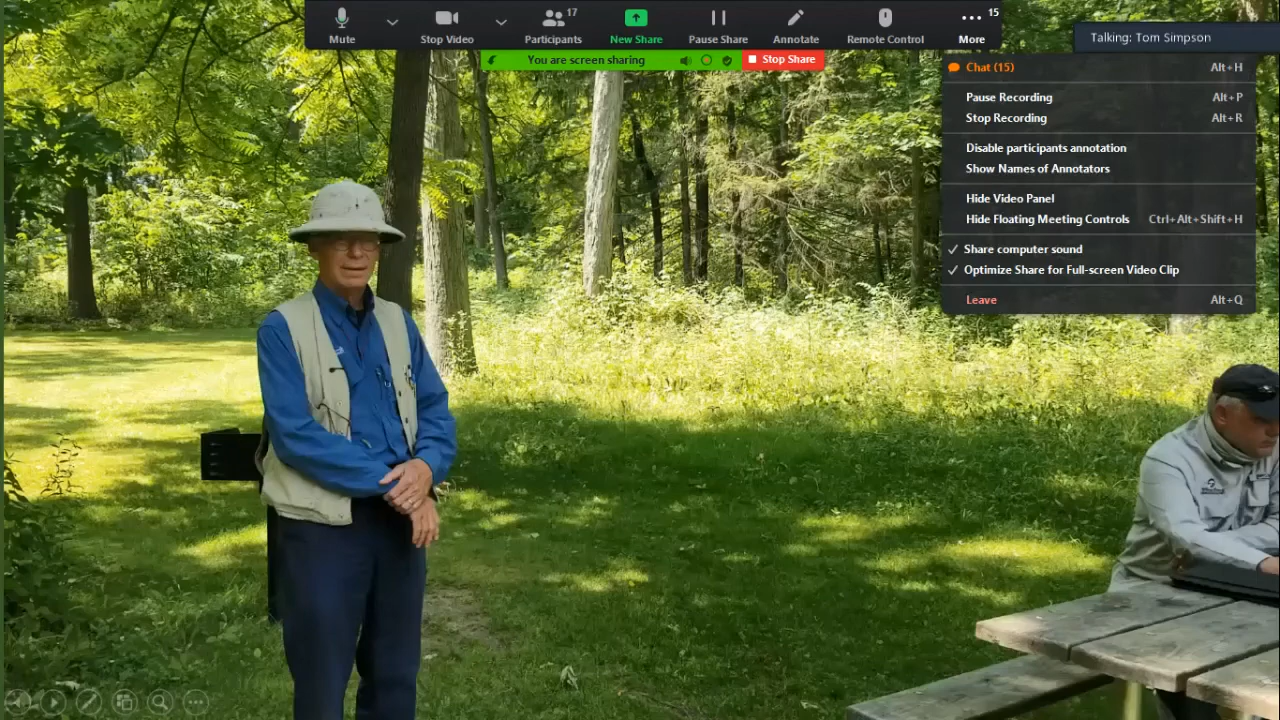 Mute
Stop Video
Participants
17
New Share
Pause Share
Annotate
Remote Control
More
15
Talking: Tom Simpson
You are screen sharing
Stop Share
Chat (15) Alt+H
Pause Recording Alt+P
Stop Recording Alt+R
Disable participants annotation
Show Names of Annotators
Hide Video Panel
Hide Floating Meeting Controls Ctrl+Alt+Shift+H
Share computer sound
Optimize Share for Full-screen Video Clip
Leave Alt+Q